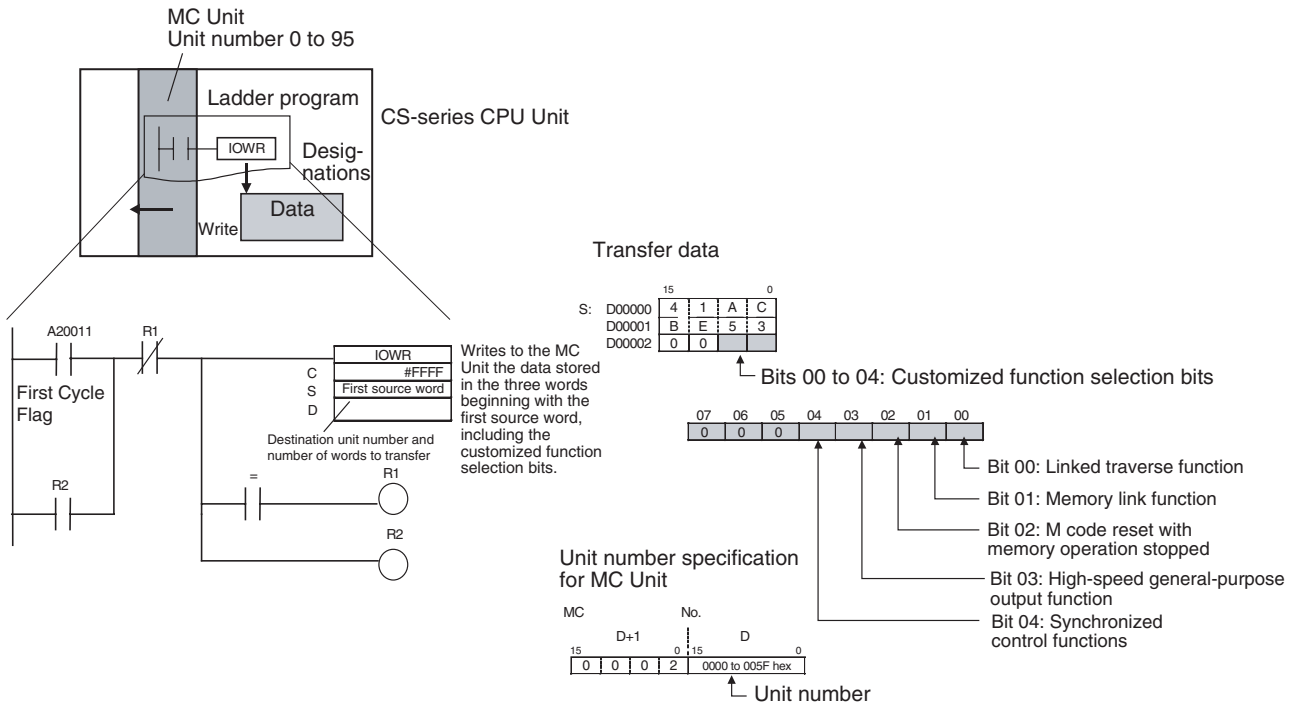 MC Unit
Unit number 0 to 95
Ladder program
CS-series CPU Unit
IOWR
Desig-
nations
Data
Write
A20011
R1
First Cycle
Flag
R2
IOWR
C
#FFFF
S
First source word
D
Destination unit number and
number of words to transfer
Writes to the MC
Unit the data stored
in the three words
beginning with the
first source word,
including the
customized function
selection bits.
=
R1
R2
Transfer data
15 0
S: D00000 4 1 A C
D00001 B E 5 3
D00002 0 0
Bits 00 to 04: Customized function selection bits
07 06 05 04 03 02 01 00
0 0 0
Bit 00: Linked traverse function
Bit 01: Memory link function
Bit 02: M code reset with
memory operation stopped
Bit 03: High-speed general-purpose
output function
Bit 04: Synchronized
control functions
Unit number specification
for MC Unit
MC No.
D+1 D
15 0 15 0
0 0 0 2 0000 to 005F hex
Unit number